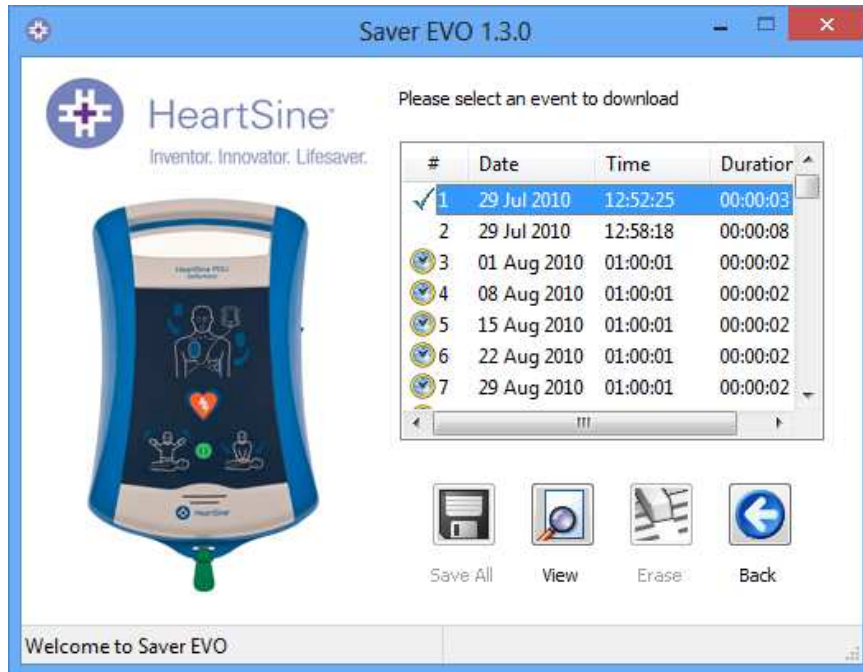 Saver EVO 1.3.0
HeartSine
Inventor. Innovator. Lifesaver.
Please select an event to download
# Date Time Duration
1 29 Jul 2010 12:52:25 00:00:03
2 29 Jul 2010 12:58:18 00:00:08
3 01 Aug 2010 01:00:01 00:00:02
4 08 Aug 2010 01:00:01 00:00:02
5 15 Aug 2010 01:00:01 00:00:02
6 22 Aug 2010 01:00:01 00:00:02
7 29 Aug 2010 01:00:01 00:00:02
HeartSine
Save All View Erase Back
Welcome to Saver EVO